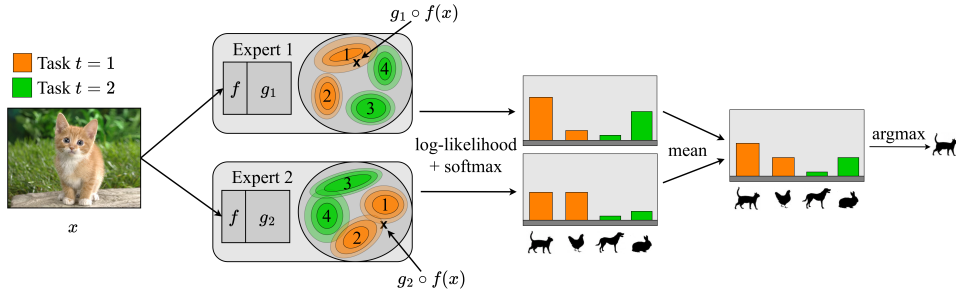 g₁ ∘ f(x)
Task t = 1
Task t = 2
Expert 1
f g₁
1
4
2
3
x
x
log-likelihood
+ softmax
mean
argmax
Expert 2
f g₂
3
1
4
2
x
g₂ ∘ f(x)